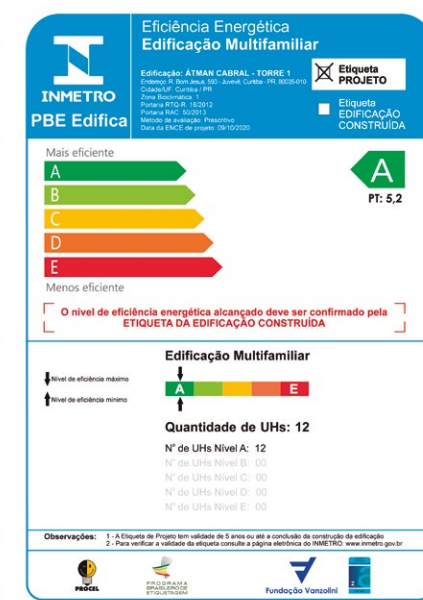 Eficiência Energética
Edificação Multifamiliar
INMETRO
PBE Edifica
Edificação: ÁTMAN CABRAL - TORRE 1
Endereço: R. Bom Jesus, 593 - Juvevê, Curitiba - PR, 80035-010
Cidade/UF: Curitiba / PR
Zona Bioclimática: 1
Portaria RTQ-R: 18/2012
Portaria RAC: 50/2013
Método de avaliação: Prescritivo
Data da ENCE de projeto: 09/10/2020
Etiqueta
PROJETO
Etiqueta
EDIFICAÇÃO
CONSTRUÍDA
Mais eficiente
A
B
C
D
E
Menos eficiente
A
PT: 5,2
O nível de eficiência energética alcançado deve ser confirmado pela
ETIQUETA DA EDIFICAÇÃO CONSTRUÍDA
Edificação Multifamiliar
Nível de eficiência máximo
Nível de eficiência mínimo
A E
Quantidade de UHs: 12
N° de UHs Nível A: 12
N° de UHs Nível B: 00
N° de UHs Nível C: 00
N° de UHs Nível D: 00
N° de UHs Nível E: 00
Observações: 1 - A Etiqueta de Projeto tem validade de 5 anos ou até a conclusão da construção da edificação
2 - Para verificar a validade da etiqueta consulte a página eletrônica do INMETRO: www.inmetro.gov.br
PROCEL
PROGRAMA
BRASILEIRO DE
ETIQUETAGEM
Fundação Vanzolini